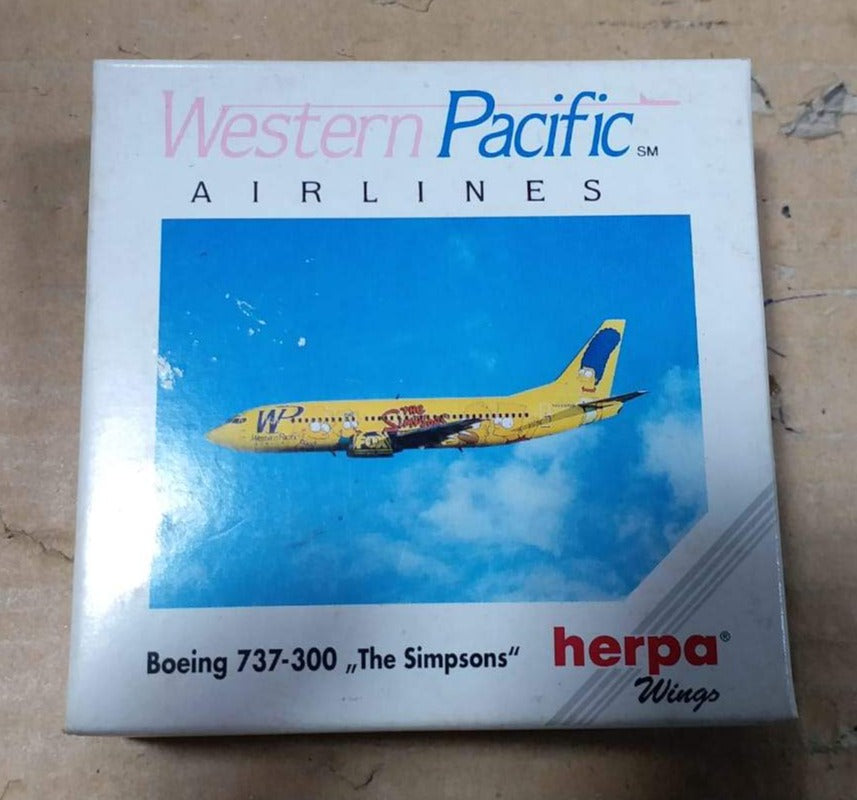 Western Pacific SM
AIRLINES
WP
Western Pacific
THE
SIMPSONS
FOX
Boeing 737-300 „The Simpsons“
herpa®
Wings